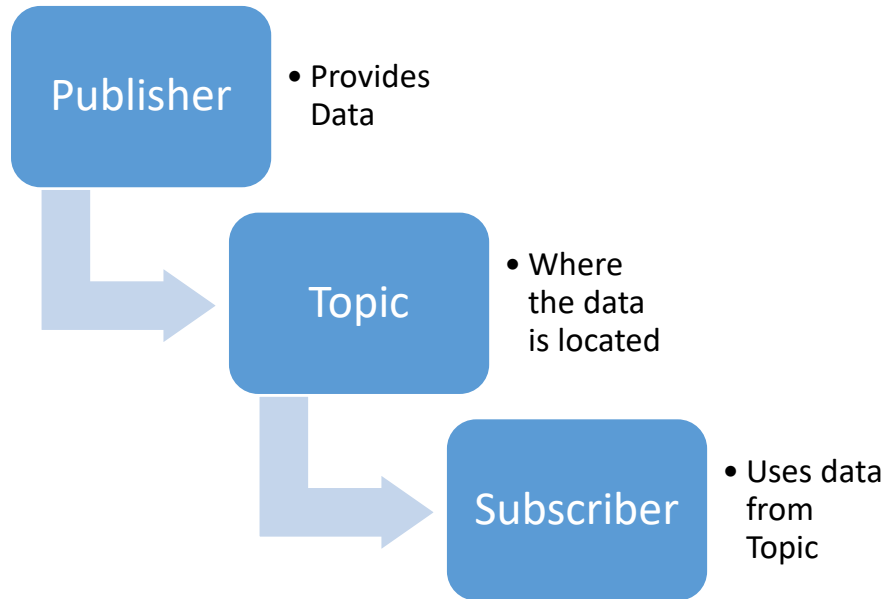 Publisher
• Provides
Data
Topic
• Where
the data
is located
Subscriber
• Uses data
from
Topic